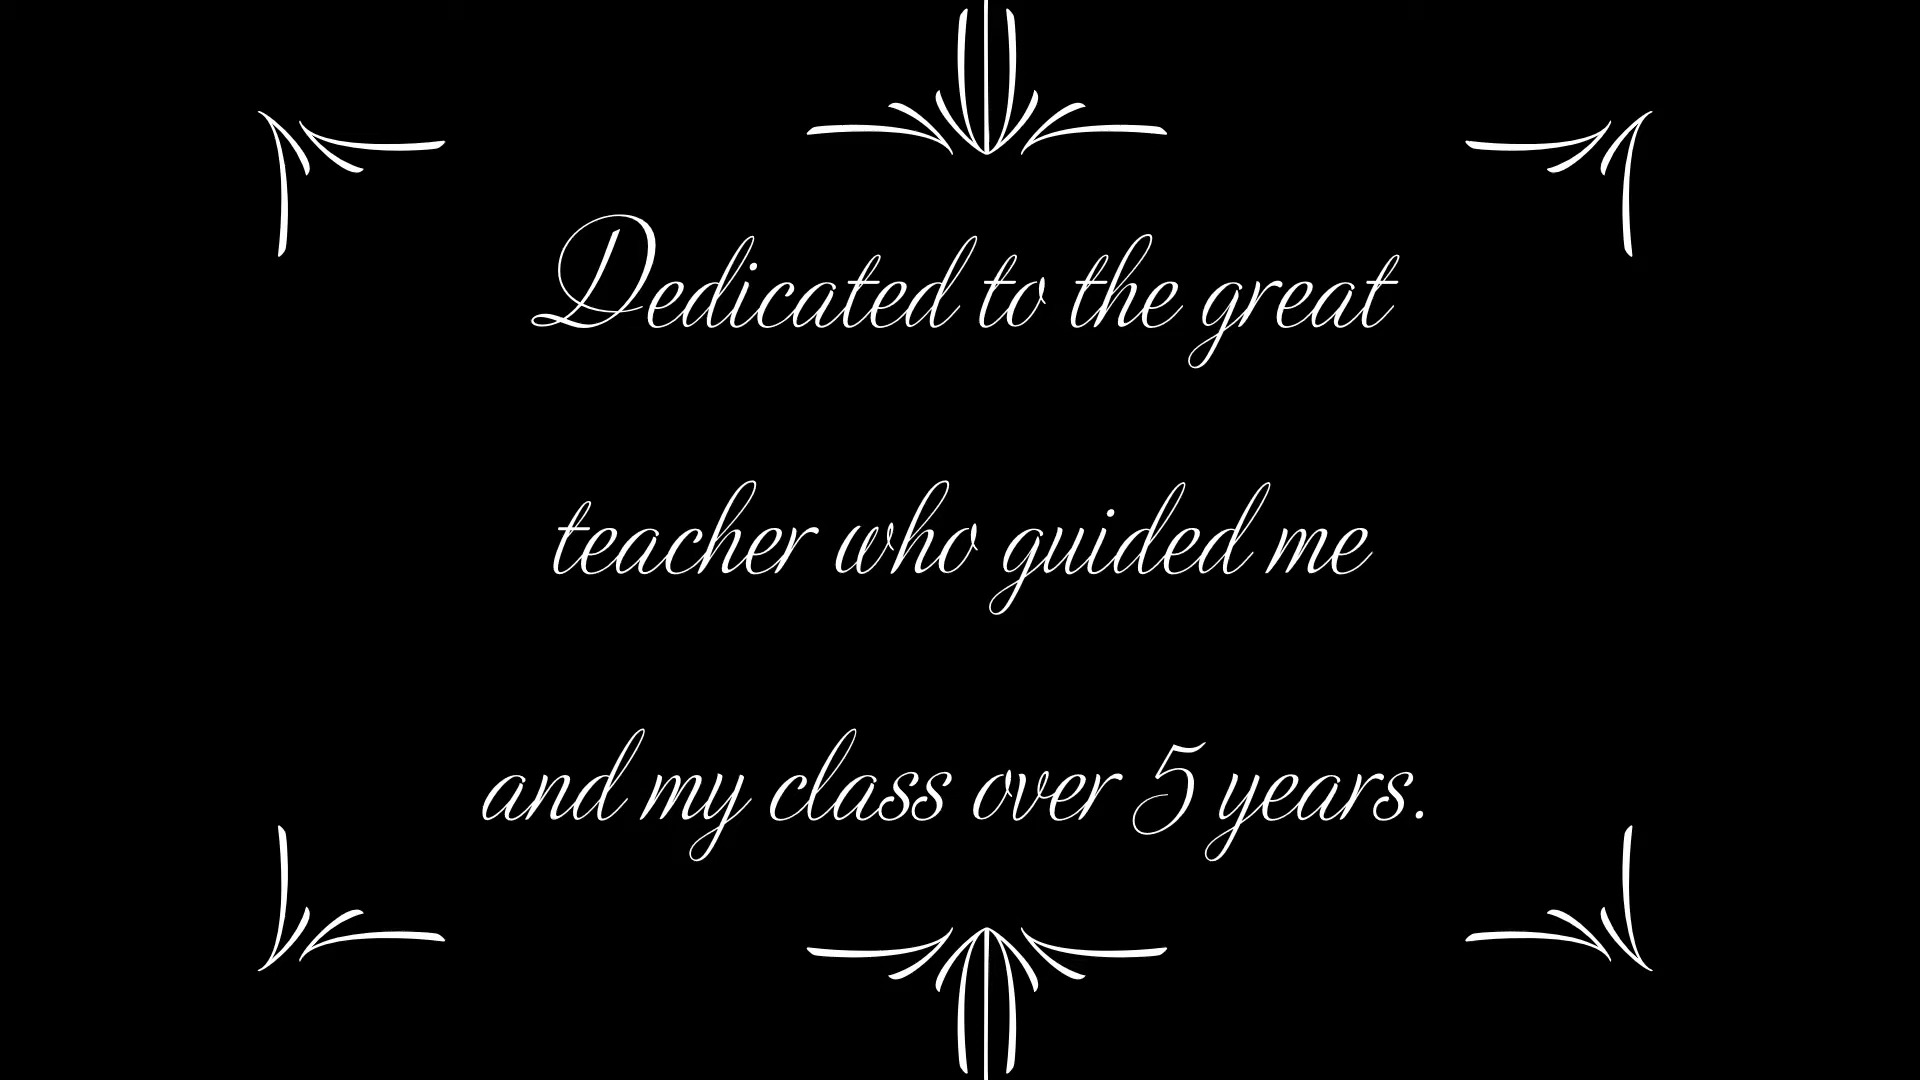 Dedicated to the great
teacher who guided me
and my class over 5 years.